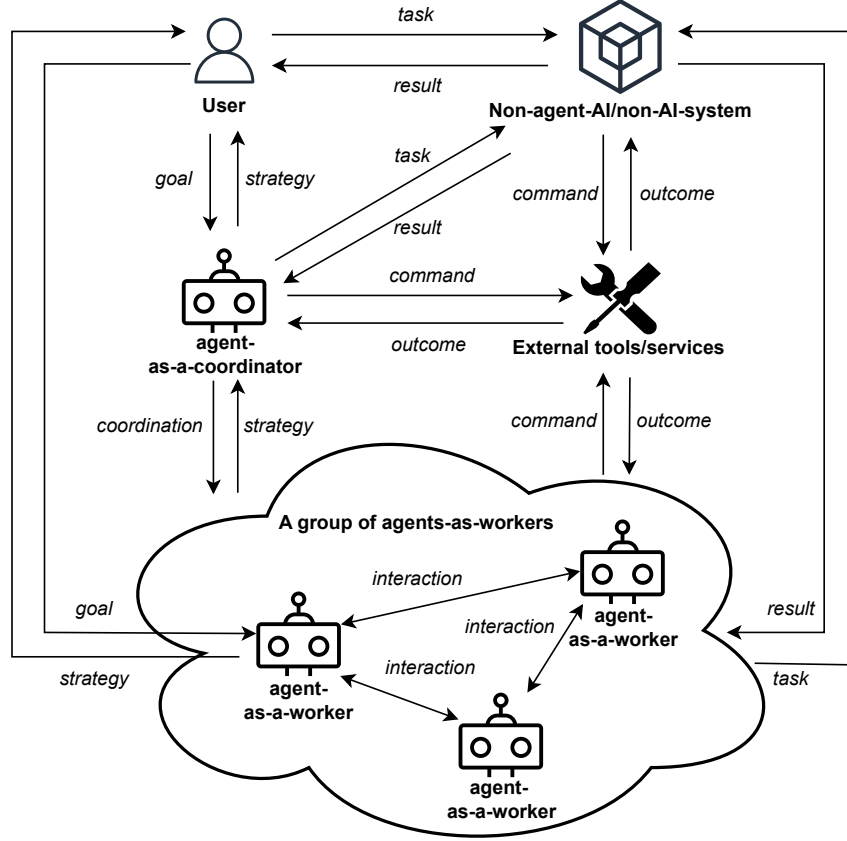 task
result
User
Non-agent-AI/non-AI-system
goal
strategy
task
result
command
outcome
command
outcome
agent-
as-a-coordinator
External tools/services
coordination
strategy
command
outcome
A group of agents-as-workers
interaction
goal
interaction
agent-
as-a-worker
result
strategy
interaction
agent-
as-a-worker
task
agent-
as-a-worker